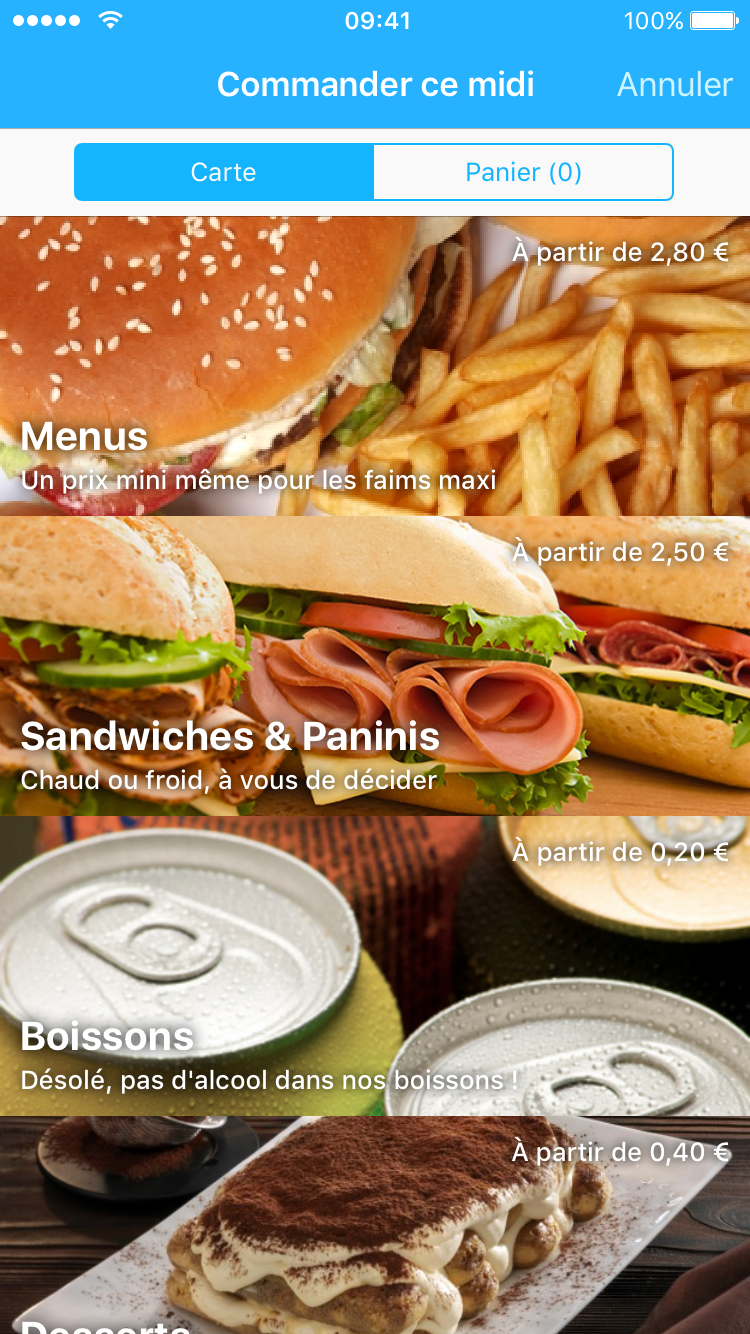 09:41
100%
Commander ce midi
Annuler
Carte
Panier (0)
À partir de 2,80 €
Menus
Un prix mini même pour les faims maxi
À partir de 2,50 €
Sandwiches & Paninis
Chaud ou froid, à vous de décider
À partir de 0,20 €
Boissons
Désolé, pas d'alcool dans nos boissons !
À partir de 0,40 €
Desserts